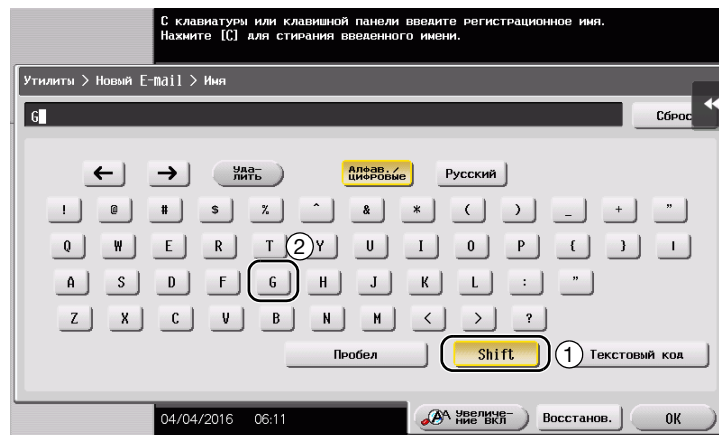 С клавиатуры или клавишной панели введите регистрационное имя.
Нажмите [C] для стирания введенного имени.
Утилиты > Новый E-mail > Имя
G
Сброс
← → Уда-лить Алфав./цифровые Русский
! @ # $ % ^ & * ( ) _ + "
Q W E R T ② Y U I O P { } |
A S D F G H J K L : "
Z X C V B N M < > ?
Пробел Shift ① Текстовый код
04/04/2016 06:11 Увеличе-ние вкл Восстанов. OK